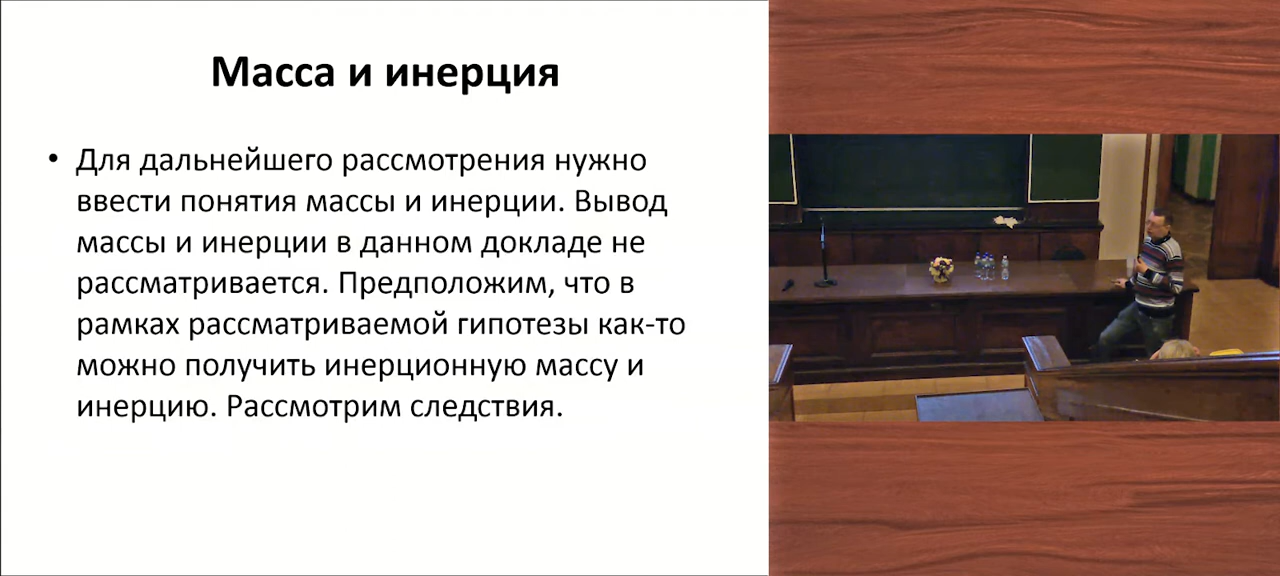 Масса и инерция
• Для дальнейшего рассмотрения нужно
ввести понятия массы и инерции. Вывод
массы и инерции в данном докладе не
рассматривается. Предположим, что в
рамках рассматриваемой гипотезы как-то
можно получить инерционную массу и
инерцию. Рассмотрим следствия.